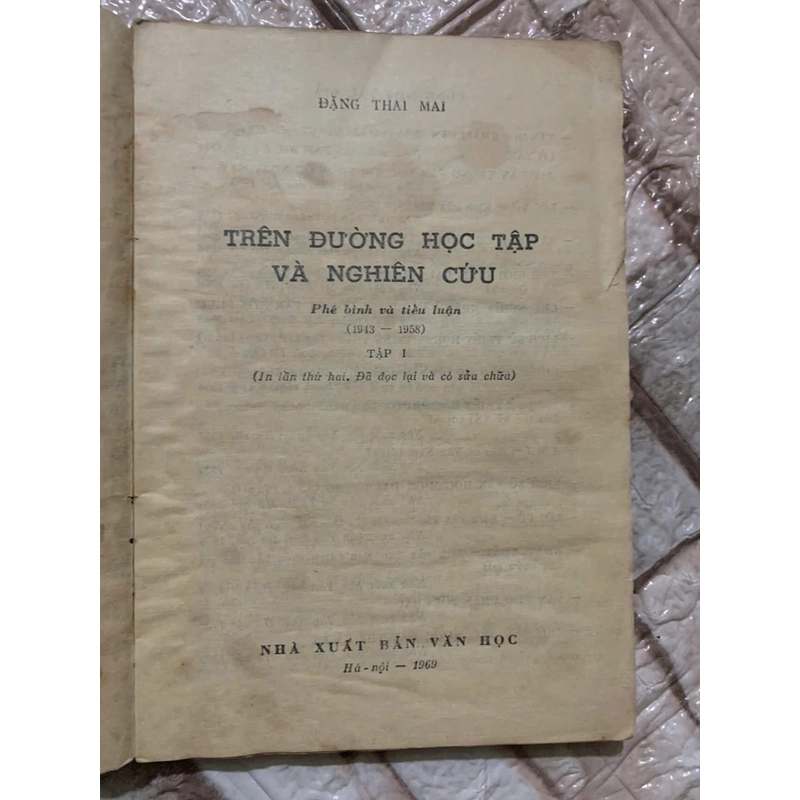 ĐẶNG THAI MAI
TRÊN ĐƯỜNG HỌC TẬP
VÀ NGHIÊN CỨU
Phê bình và tiểu luận
(1943 — 1958)
TẬP I
(In lần thứ hai. Đã đọc lại và có sửa chữa)
NHÀ XUẤT BẢN VĂN HỌC
Hà-nội — 1969